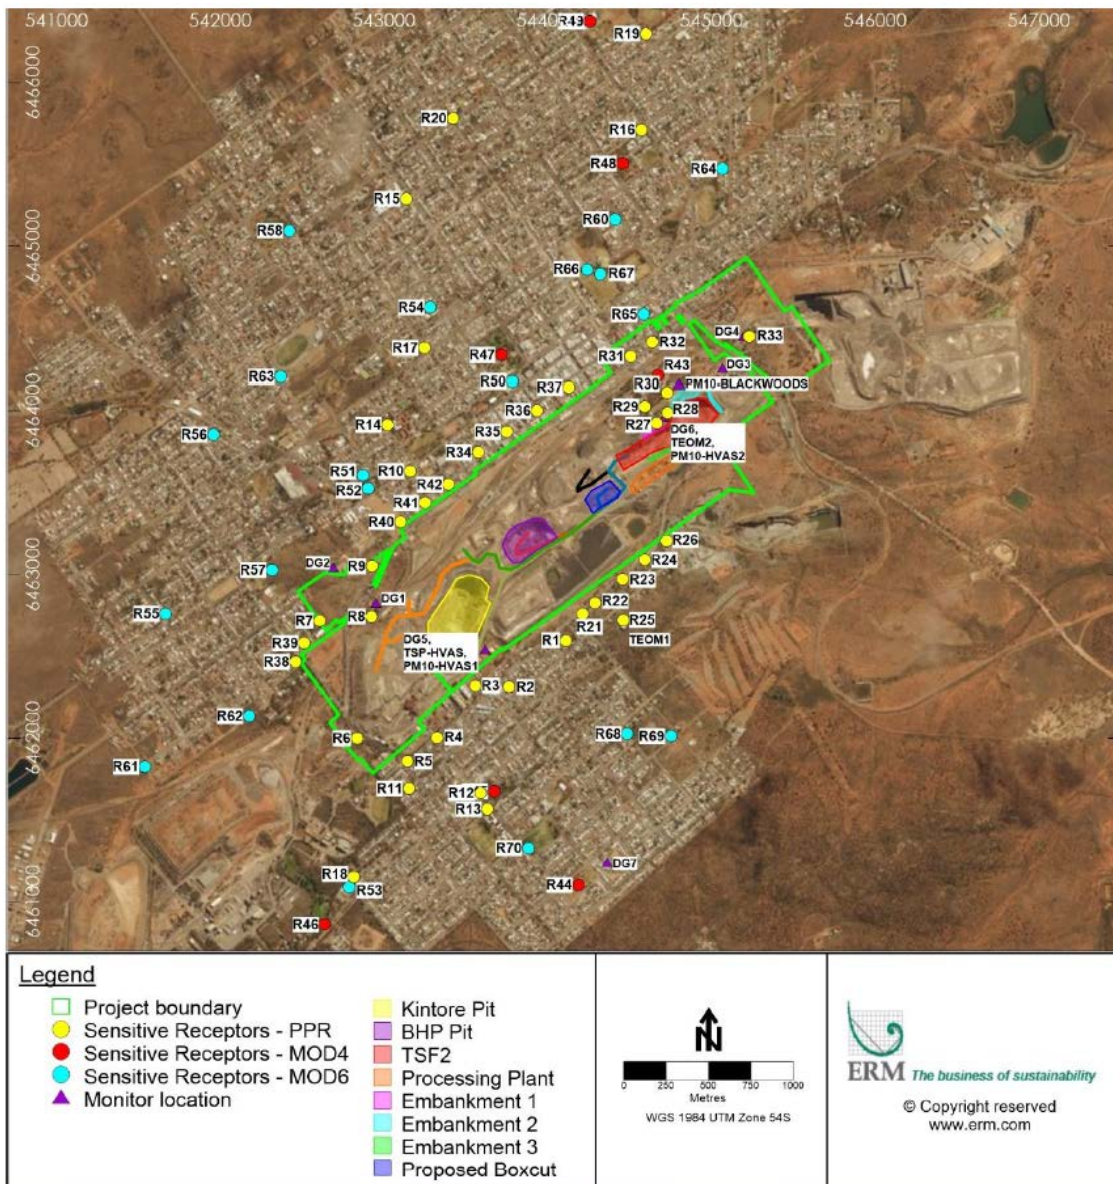 541000
542000
543000
544000
545000
546000
547000
6466000
6465000
6464000
6463000
6462000
6461000
R49
R19
R20
R16
R48
R64
R15
R60
R58
R66
R67
R54
R65
R32
DG4
R33
R17
R47
R31
DG3
R43
R63
R50
R37
R30
PM10-BLACKWOODS
R36
R29
R28
R14
R35
R27
DG6,
TEOM2,
PM10-HVAS2
R56
R34
R10
R51
R52
R42
R41
R40
R26
R24
DG2
R9
R57
R23
DG1
R22
R55
R7
R8
R21
R25
TEOM1
R39
R38
DG5,
TSP-HVAS,
PM10-HVAS1
R1
R3
R2
R62
R6
R4
R68
R69
R5
R61
R11
R12
R13
R70
DG7
R18
R53
R44
R46
Legend
Project boundary
Sensitive Receptors - PPR
Sensitive Receptors - MOD4
Sensitive Receptors - MOD6
Monitor location
Kintore Pit
BHP Pit
TSF2
Processing Plant
Embankment 1
Embankment 2
Embankment 3
Proposed Boxcut
N
0 250 500 750 1000
Metres
WGS 1984 UTM Zone 54S
ERM The business of sustainability
© Copyright reserved
www.erm.com